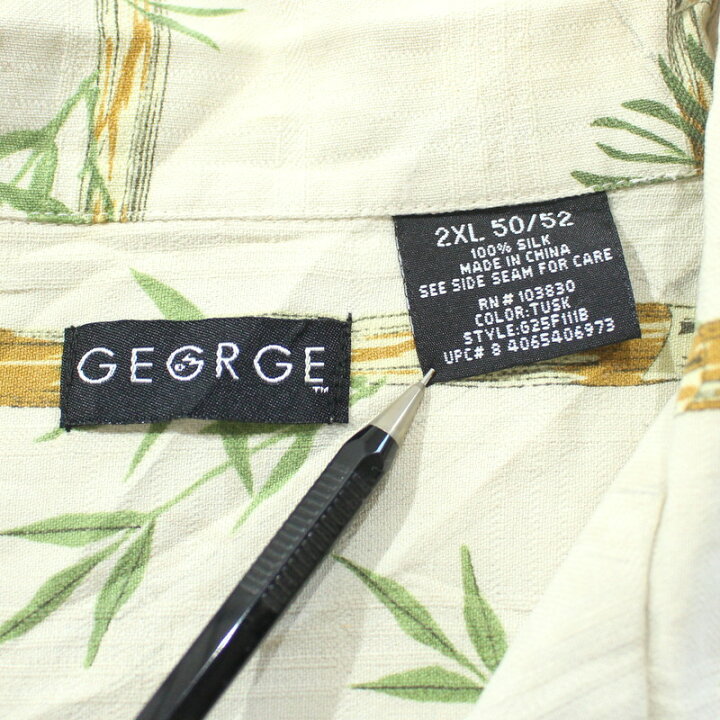 GEORGE
TM
2XL 50/52
100% SILK
MADE IN CHINA
SEE SIDE SEAM FOR CARE
RN# 103830
COLOR:TUSK
STYLE:G25F111B
UPC# 8 4065406973